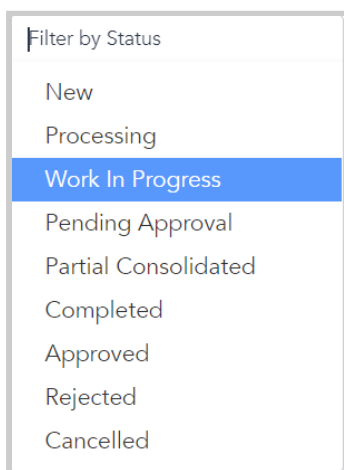 Filter by Status
New
Processing
Work In Progress
Pending Approval
Partial Consolidated
Completed
Approved
Rejected
Cancelled